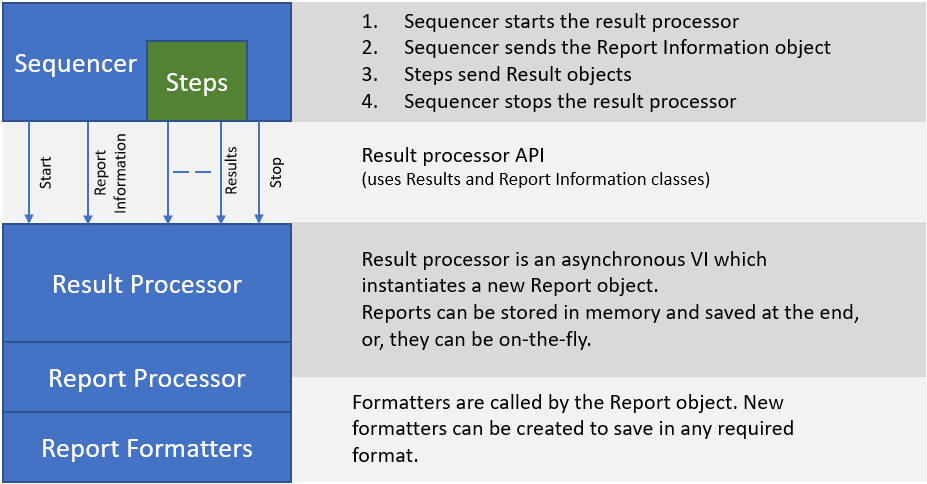 Sequencer
Steps
1. Sequencer starts the result processor
2. Sequencer sends the Report Information object
3. Steps send Result objects
4. Sequencer stops the result processor
Start
Report
Information
Results
Stop
Result processor API
(uses Results and Report Information classes)
Result Processor
Result processor is an asynchronous VI which
instantiates a new Report object.
Reports can be stored in memory and saved at the end,
or, they can be on-the-fly.
Report Processor
Report Formatters
Formatters are called by the Report object. New
formatters can be created to save in any required
format.